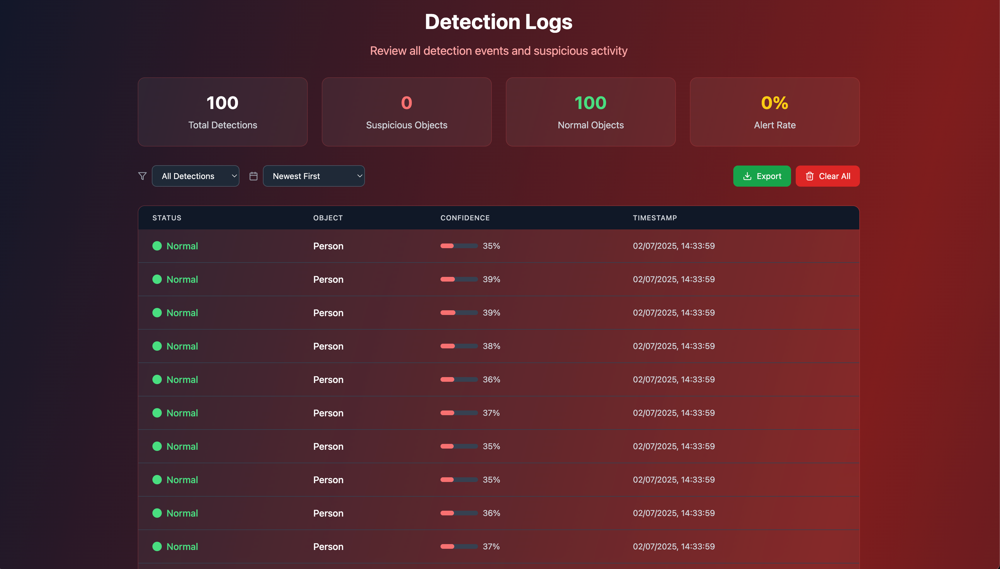 Detection Logs
Review all detection events and suspicious activity
100 0 100 0%
Total Detections Suspicious Objects Normal Objects Alert Rate
All Detections Newest First Export Clear All
STATUS OBJECT CONFIDENCE TIMESTAMP
Normal Person 35% 02/07/2025, 14:33:59
Normal Person 39% 02/07/2025, 14:33:59
Normal Person 39% 02/07/2025, 14:33:59
Normal Person 38% 02/07/2025, 14:33:59
Normal Person 36% 02/07/2025, 14:33:59
Normal Person 37% 02/07/2025, 14:33:59
Normal Person 35% 02/07/2025, 14:33:59
Normal Person 35% 02/07/2025, 14:33:59
Normal Person 36% 02/07/2025, 14:33:59
Normal Person 37% 02/07/2025, 14:33:59